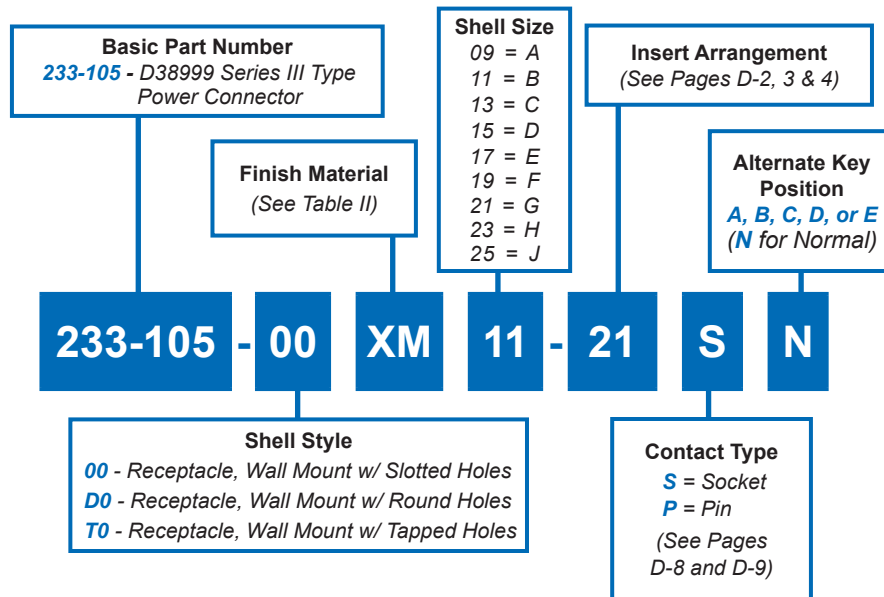 Basic Part Number
233-105 - D38999 Series III Type
Power Connector
Finish Material
(See Table II)
Shell Size
09 = A
11 = B
13 = C
15 = D
17 = E
19 = F
21 = G
23 = H
25 = J
Insert Arrangement
(See Pages D-2, 3 & 4)
Alternate Key
Position
A, B, C, D, or E
(N for Normal)
233-105 - 00 XM 11 - 21 S N
Shell Style
00 - Receptacle, Wall Mount w/ Slotted Holes
D0 - Receptacle, Wall Mount w/ Round Holes
T0 - Receptacle, Wall Mount w/ Tapped Holes
Contact Type
S = Socket
P = Pin
(See Pages
D-8 and D-9)